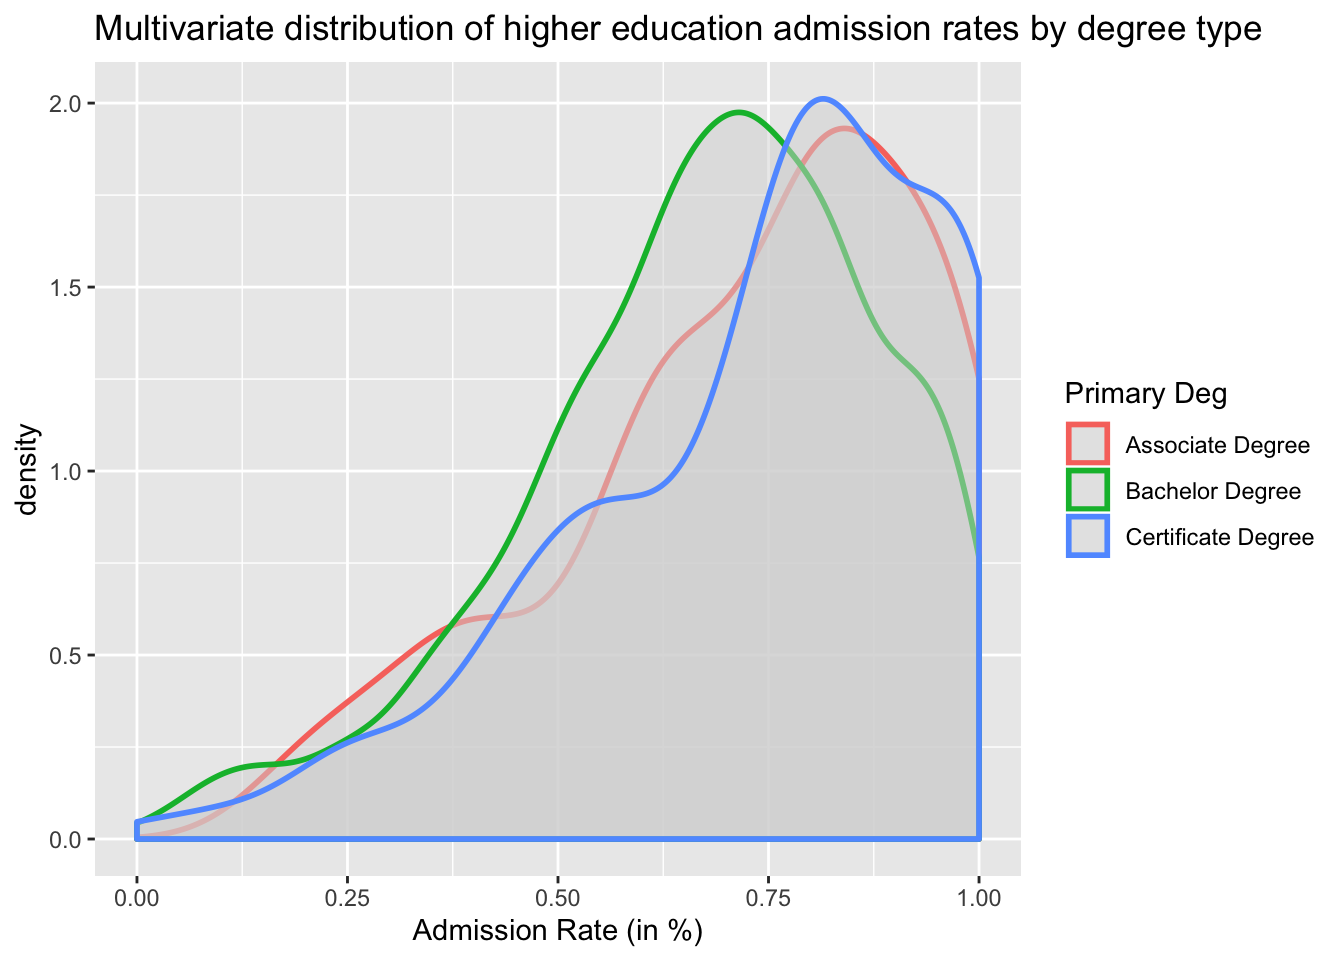 Multivariate distribution of higher education admission rates by degree type
2.0
1.5
1.0
0.5
0.0
density
0.00 0.25 0.50 0.75 1.00
Admission Rate (in %)
Primary Deg
Associate Degree
Bachelor Degree
Certificate Degree